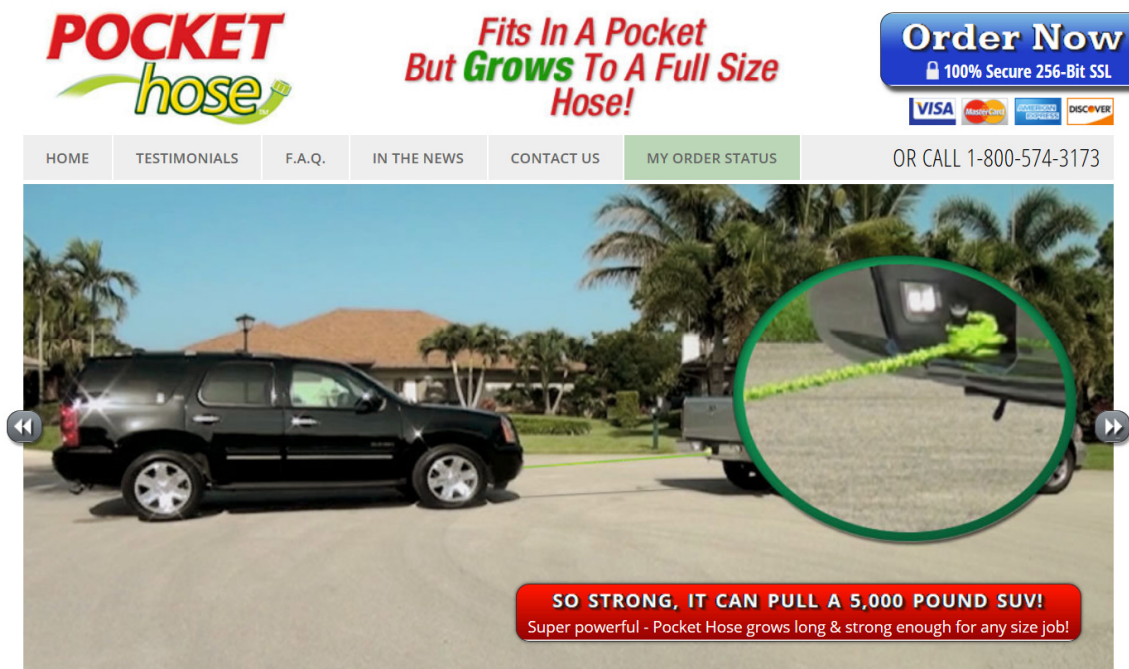 POCKET
hose
Fits In A Pocket
But Grows To A Full Size
Hose!
Order Now
100% Secure 256-Bit SSL
VISA MasterCard AMERICAN EXPRESS DISCOVER
HOME TESTIMONIALS F.A.Q. IN THE NEWS CONTACT US MY ORDER STATUS OR CALL 1-800-574-3173
SO STRONG, IT CAN PULL A 5,000 POUND SUV!
Super powerful - Pocket Hose grows long & strong enough for any size job!